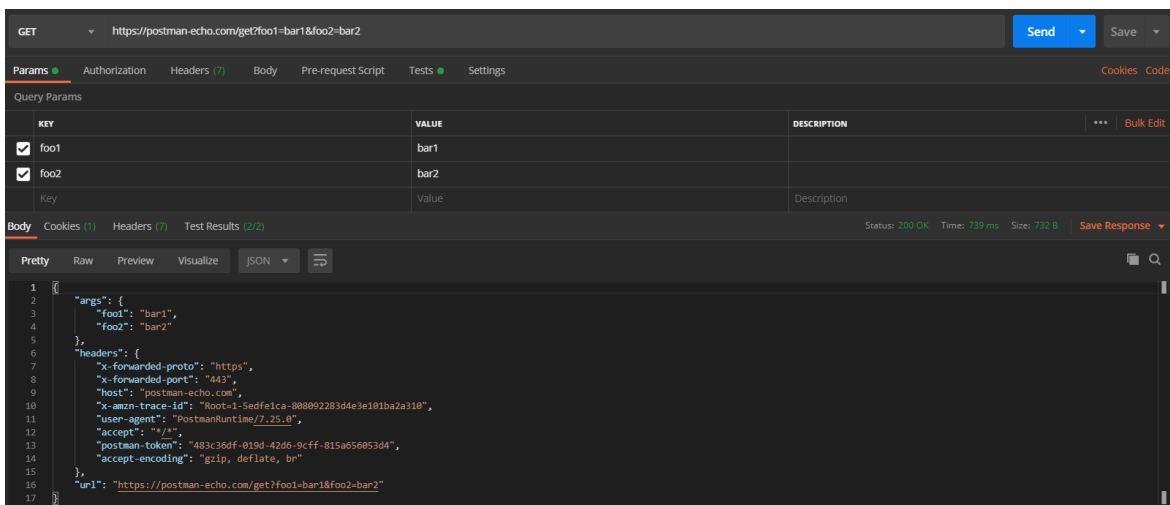 GET https://postman-echo.com/get?foo1=bar1&foo2=bar2 Send Save
Params Authorization Headers (7) Body Pre-request Script Tests Settings Cookies Code
Query Params
KEY VALUE DESCRIPTION ••• Bulk Edit
foo1 bar1
foo2 bar2
Key Value Description
Body Cookies (1) Headers (7) Test Results (2/2) Status: 200 OK Time: 739 ms Size: 732 B Save Response
Pretty Raw Preview Visualize JSON
1 {
2 "args": {
3 "foo1": "bar1",
4 "foo2": "bar2"
5 },
6 "headers": {
7 "x-forwarded-proto": "https",
8 "x-forwarded-port": "443",
9 "host": "postman-echo.com",
10 "x-amzn-trace-id": "Root=1-5edfe1ca-808092283d4e3e101ba2a310",
11 "user-agent": "PostmanRuntime/7.25.0",
12 "accept": "*/*",
13 "postman-token": "483c36df-019d-42d6-9cff-815a656053d4",
14 "accept-encoding": "gzip, deflate, br"
15 },
16 "url": "https://postman-echo.com/get?foo1=bar1&foo2=bar2"
17 }